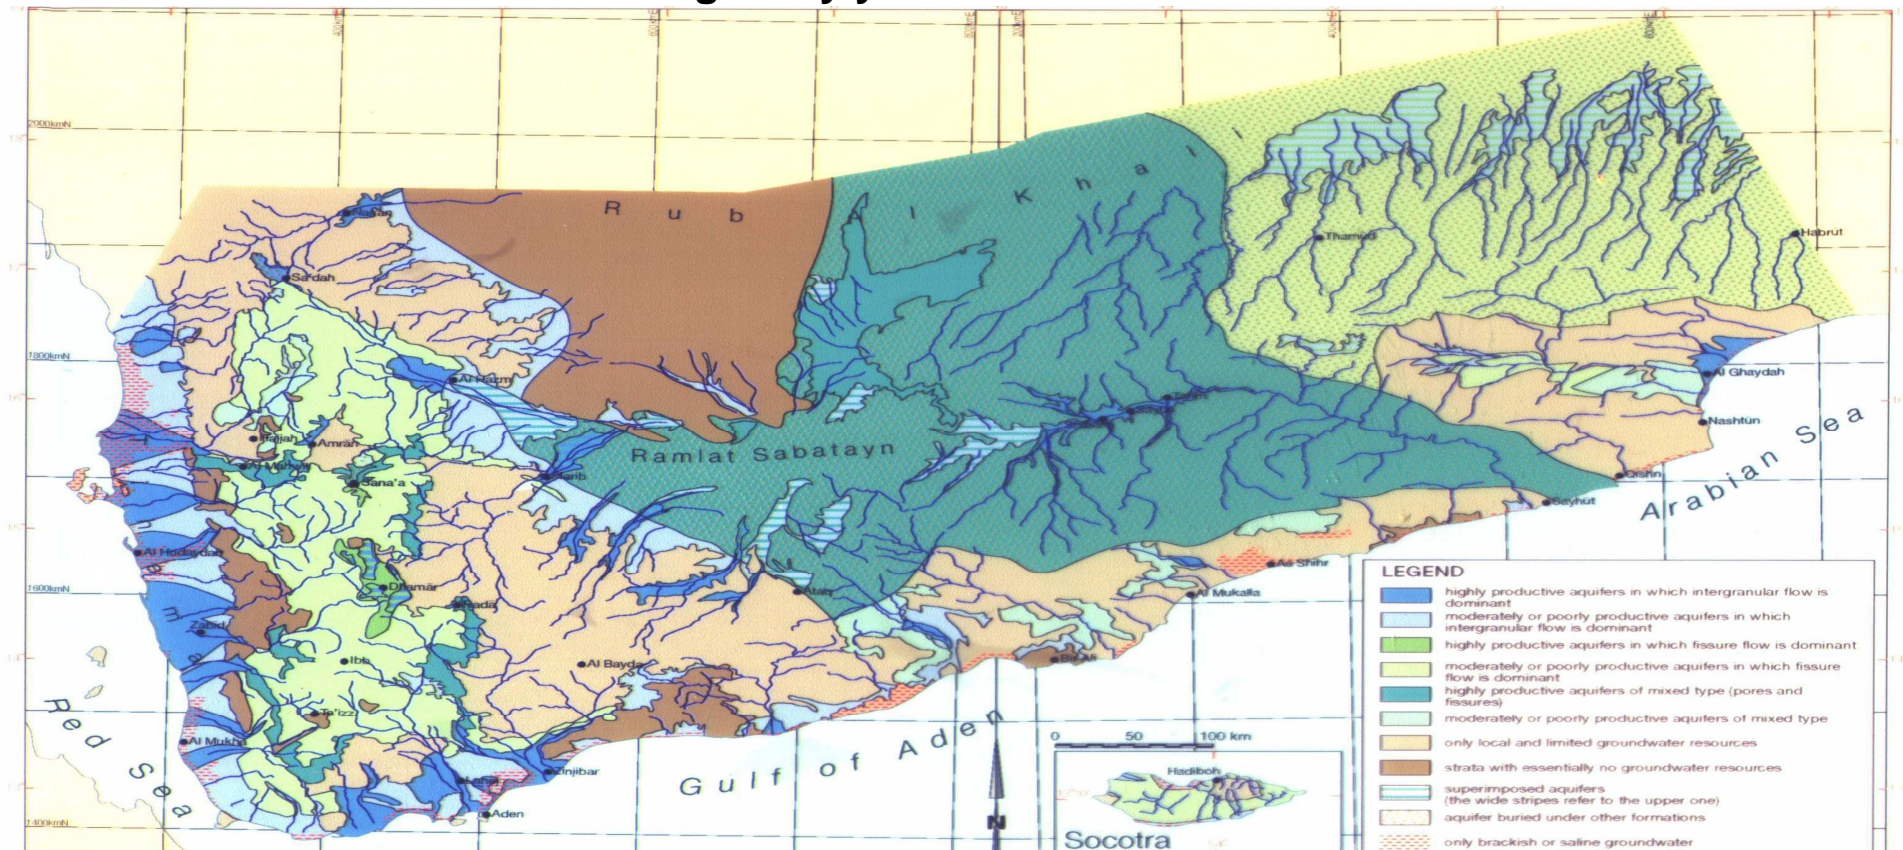 2000kmN
R u b A l K h a l i
Najran
Sa'dah
Thamud
Habrut
1800kmN
Al Hazm
Al Ghaydah
Nashtun
Hajjah
Amran
Al Mahwit
Sana'a
Marib
Ramlat Sabatayn
Qishn
Sayhut
Arabian Sea
Al Hodaydah
Dhamar
Rada
Ataq
Ash Shihr
Al Mukalla
1600kmN
Zabid
Ibb
Al Bayda
Bir Ali
Ta'izz
Al Mukha
Lahej
Zinjibar
Aden
1400kmN
Red Sea
Gulf of Aden
0 50 100 km
N
Hadiboh
Socotra
LEGEND
highly productive aquifers in which intergranular flow is
dominant
moderately or poorly productive aquifers in which
intergranular flow is dominant
highly productive aquifers in which fissure flow is dominant
moderately or poorly productive aquifers in which fissure
flow is dominant
highly productive aquifers of mixed type (pores and
fissures)
moderately or poorly productive aquifers of mixed type
only local and limited groundwater resources
strata with essentially no groundwater resources
superimposed aquifers
(the wide stripes refer to the upper one)
aquifer buried under other formations
only brackish or saline groundwater